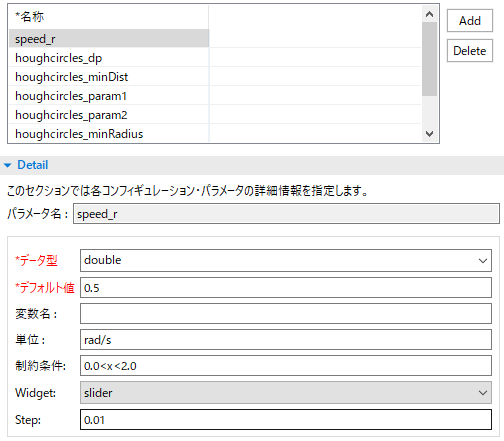 *名称
Add
speed_r
Delete
houghcircles_dp
houghcircles_minDist
houghcircles_param1
houghcircles_param2
houghcircles_minRadius
Detail
このセクションでは各コンフィギュレーション・パラメータの詳細情報を指定します。
パラメータ名 : speed_r
*データ型 double
*デフォルト値 0.5
変数名 :
単位 : rad/s
制約条件: 0.0<x<2.0
Widget: slider
Step: 0.01